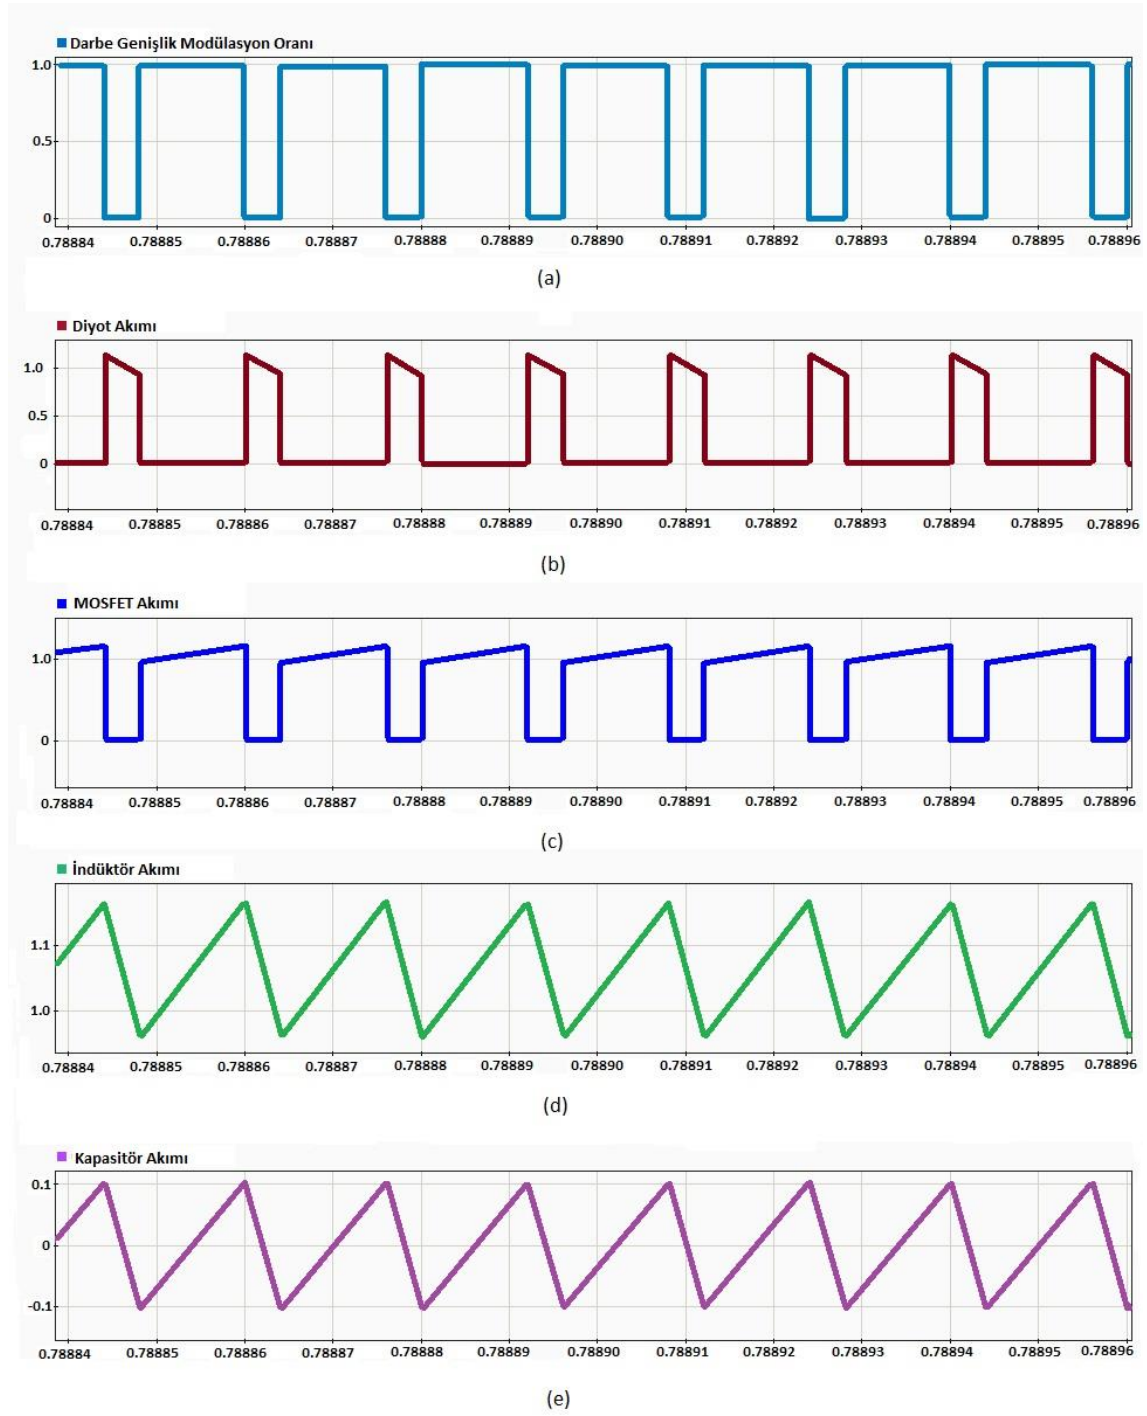 Darbe Genişlik Modülasyon Oranı
1.0
0.5
0
0.78884 0.78885 0.78886 0.78887 0.78888 0.78889 0.78890 0.78891 0.78892 0.78893 0.78894 0.78895 0.78896
(a)
Diyot Akımı
1.0
0.5
0
0.78884 0.78885 0.78886 0.78887 0.78888 0.78889 0.78890 0.78891 0.78892 0.78893 0.78894 0.78895 0.78896
(b)
MOSFET Akımı
1.0
0
0.78884 0.78885 0.78886 0.78887 0.78888 0.78889 0.78890 0.78891 0.78892 0.78893 0.78894 0.78895 0.78896
(c)
İndüktör Akımı
1.1
1.0
0.78884 0.78885 0.78886 0.78887 0.78888 0.78889 0.78890 0.78891 0.78892 0.78893 0.78894 0.78895 0.78896
(d)
Kapasitör Akımı
0.1
0
-0.1
0.78884 0.78885 0.78886 0.78887 0.78888 0.78889 0.78890 0.78891 0.78892 0.78893 0.78894 0.78895 0.78896
(e)